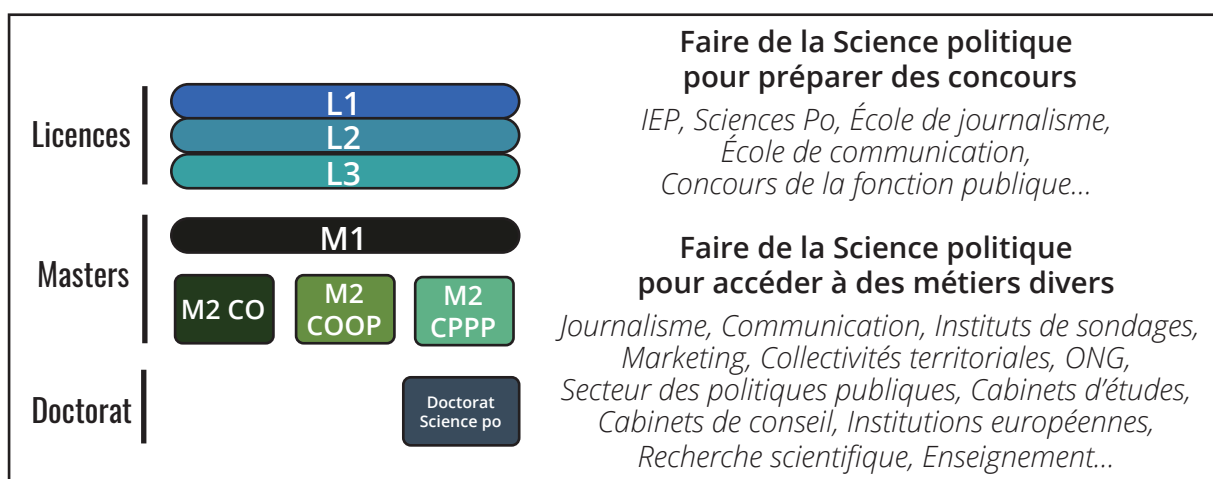 Licences
L1
L2
L3
Masters
M1
M2 CO
M2
COOP
M2
CPPP
Doctorat
Doctorat
Science po
Faire de la Science politique
pour préparer des concours
IEP, Sciences Po, École de journalisme,
École de communication,
Concours de la fonction publique...
Faire de la Science politique
pour accéder à des métiers divers
Journalisme, Communication, Instituts de sondages,
Marketing, Collectivités territoriales, ONG,
Secteur des politiques publiques, Cabinets d’études,
Cabinets de conseil, Institutions européennes,
Recherche scientifique, Enseignement...